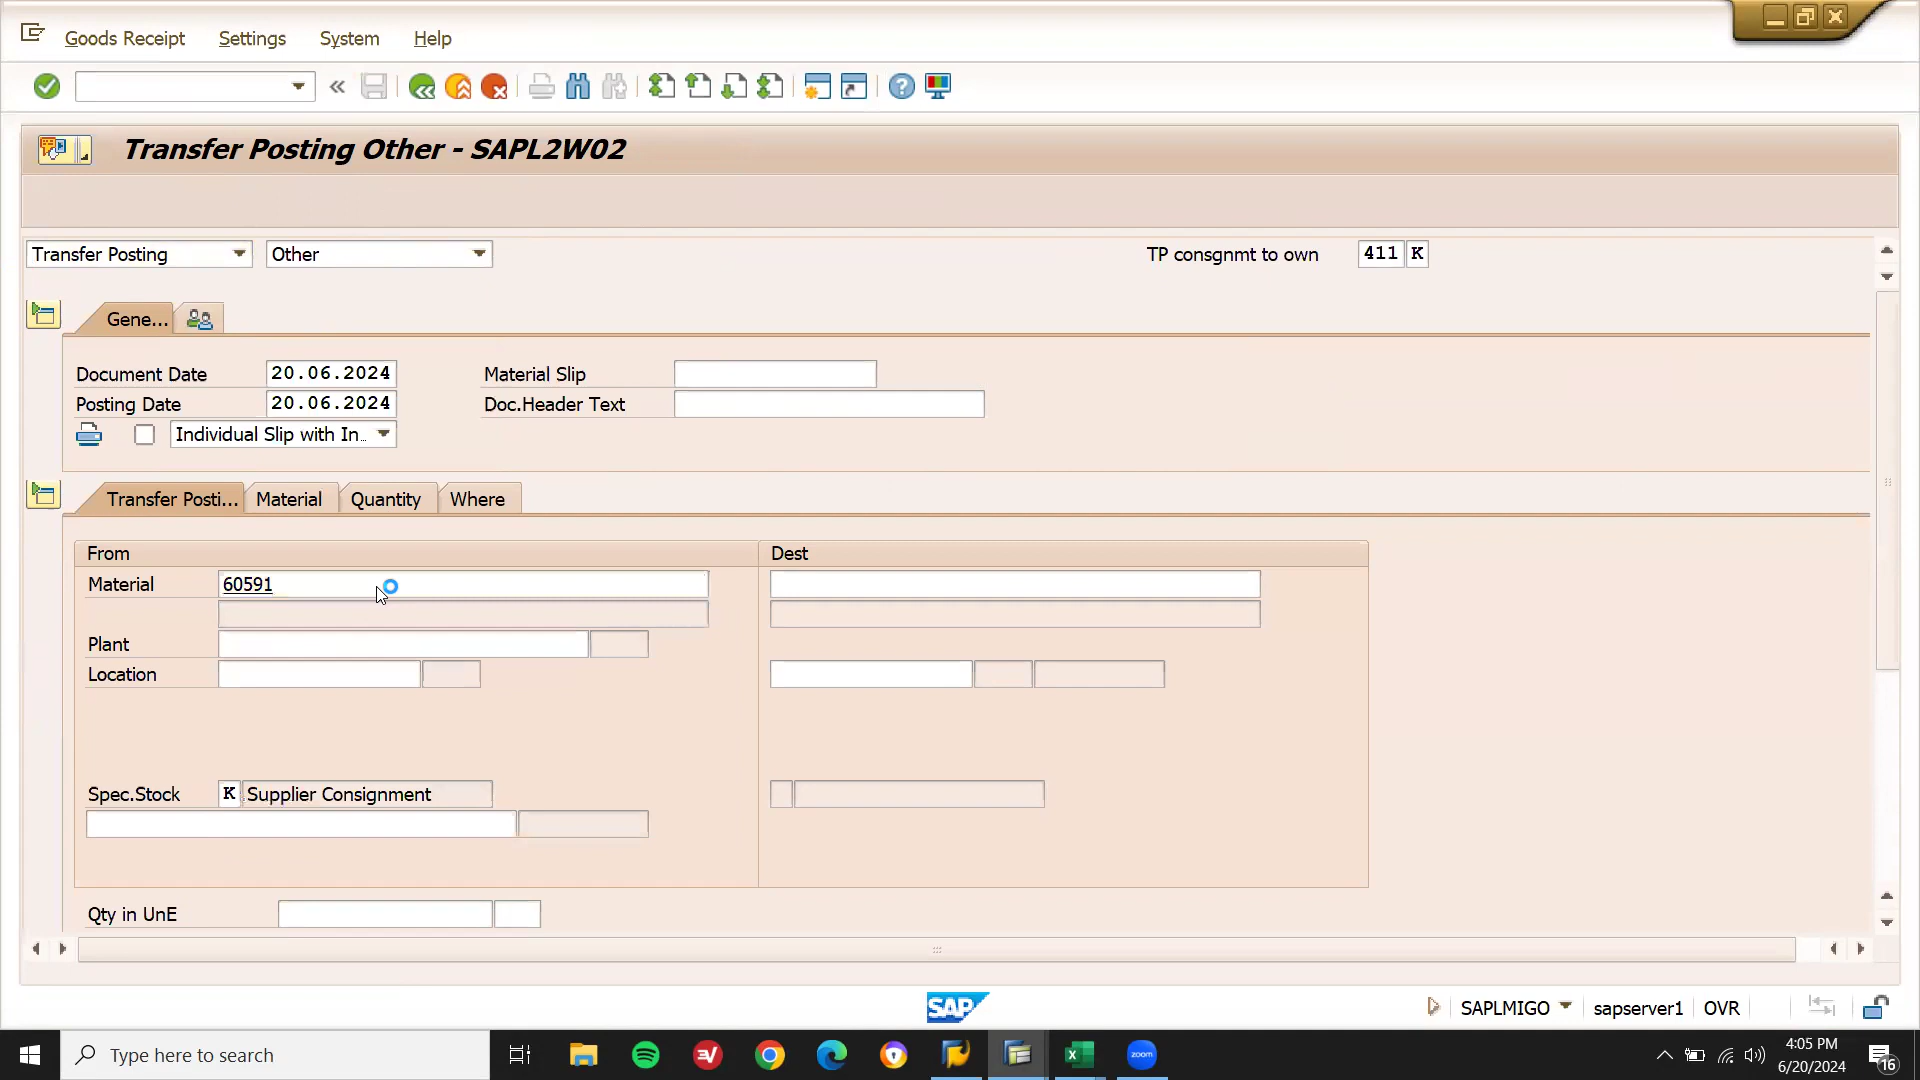 Goods Receipt Settings System Help
Transfer Posting Other - SAPL2W02
Transfer Posting Other TP consgnmt to own 411 K
Gene...
Document Date 20.06.2024 Material Slip
Posting Date 20.06.2024 Doc.Header Text
Individual Slip with In...
Transfer Posti... Material Quantity Where
From Dest
Material 60591
Plant
Location
Spec.Stock K Supplier Consignment
Qty in UnE
SAP SAPLMIGO sapserver1 OVR
Type here to search zoom 4:05 PM
6/20/2024 16